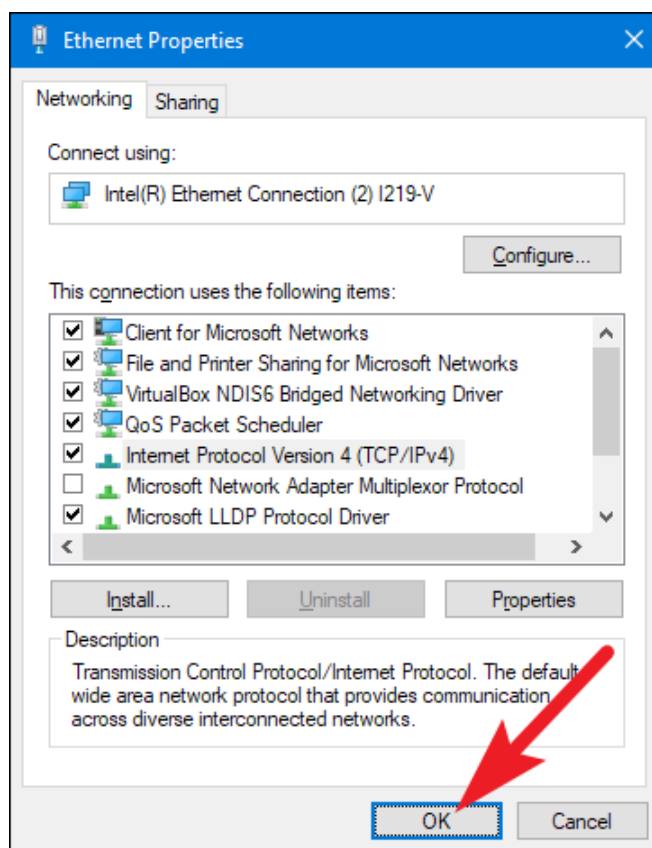 Ethernet Properties
Networking
Sharing
Connect using:
Intel(R) Ethernet Connection (2) I219-V
Configure...
This connection uses the following items:
Client for Microsoft Networks
File and Printer Sharing for Microsoft Networks
VirtualBox NDIS6 Bridged Networking Driver
QoS Packet Scheduler
Internet Protocol Version 4 (TCP/IPv4)
Microsoft Network Adapter Multiplexor Protocol
Microsoft LLDP Protocol Driver
Install...
Uninstall
Properties
Description
Transmission Control Protocol/Internet Protocol. The default
wide area network protocol that provides communication
across diverse interconnected networks.
OK
Cancel